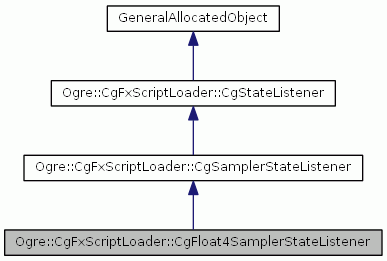 GeneralAllocatedObject
Ogre::CgFxScriptLoader::CgStateListener
Ogre::CgFxScriptLoader::CgSamplerStateListener
Ogre::CgFxScriptLoader::CgFloat4SamplerStateListener